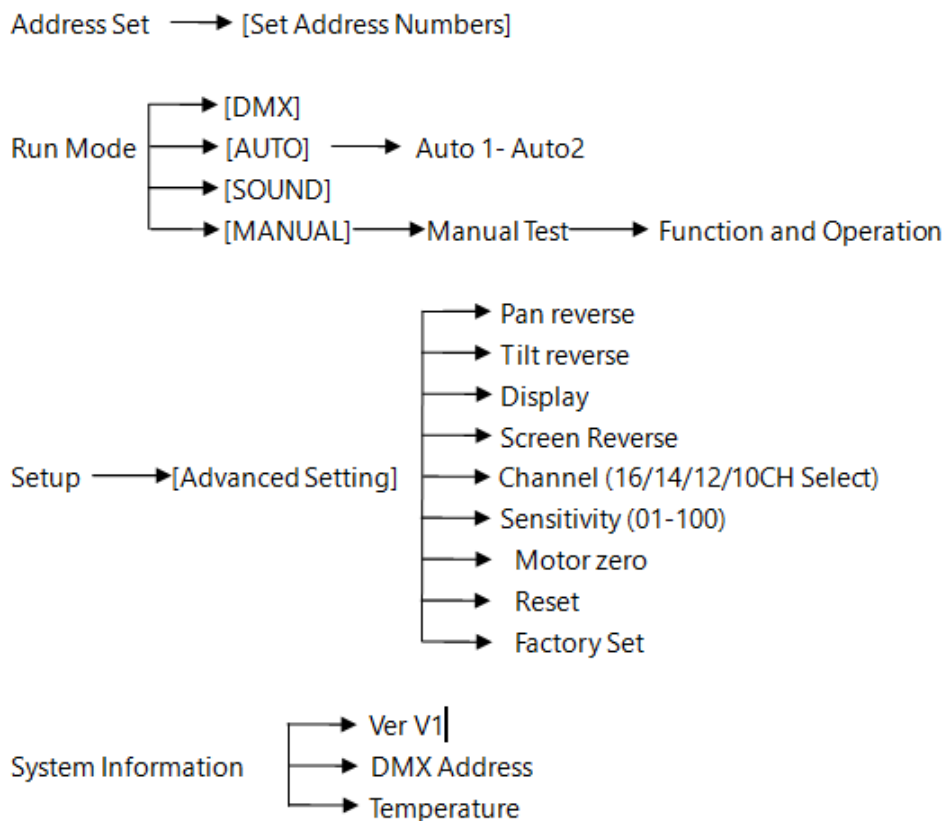 Address Set [Set Address Numbers]
[DMX]
Run Mode [AUTO] Auto 1- Auto2
[SOUND]
[MANUAL] Manual Test Function and Operation
Pan reverse
Tilt reverse
Display
Screen Reverse
Setup [Advanced Setting] Channel (16/14/12/10CH Select)
Sensitivity (01-100)
Motor zero
Reset
Factory Set
Ver V1
System Information DMX Address
Temperature